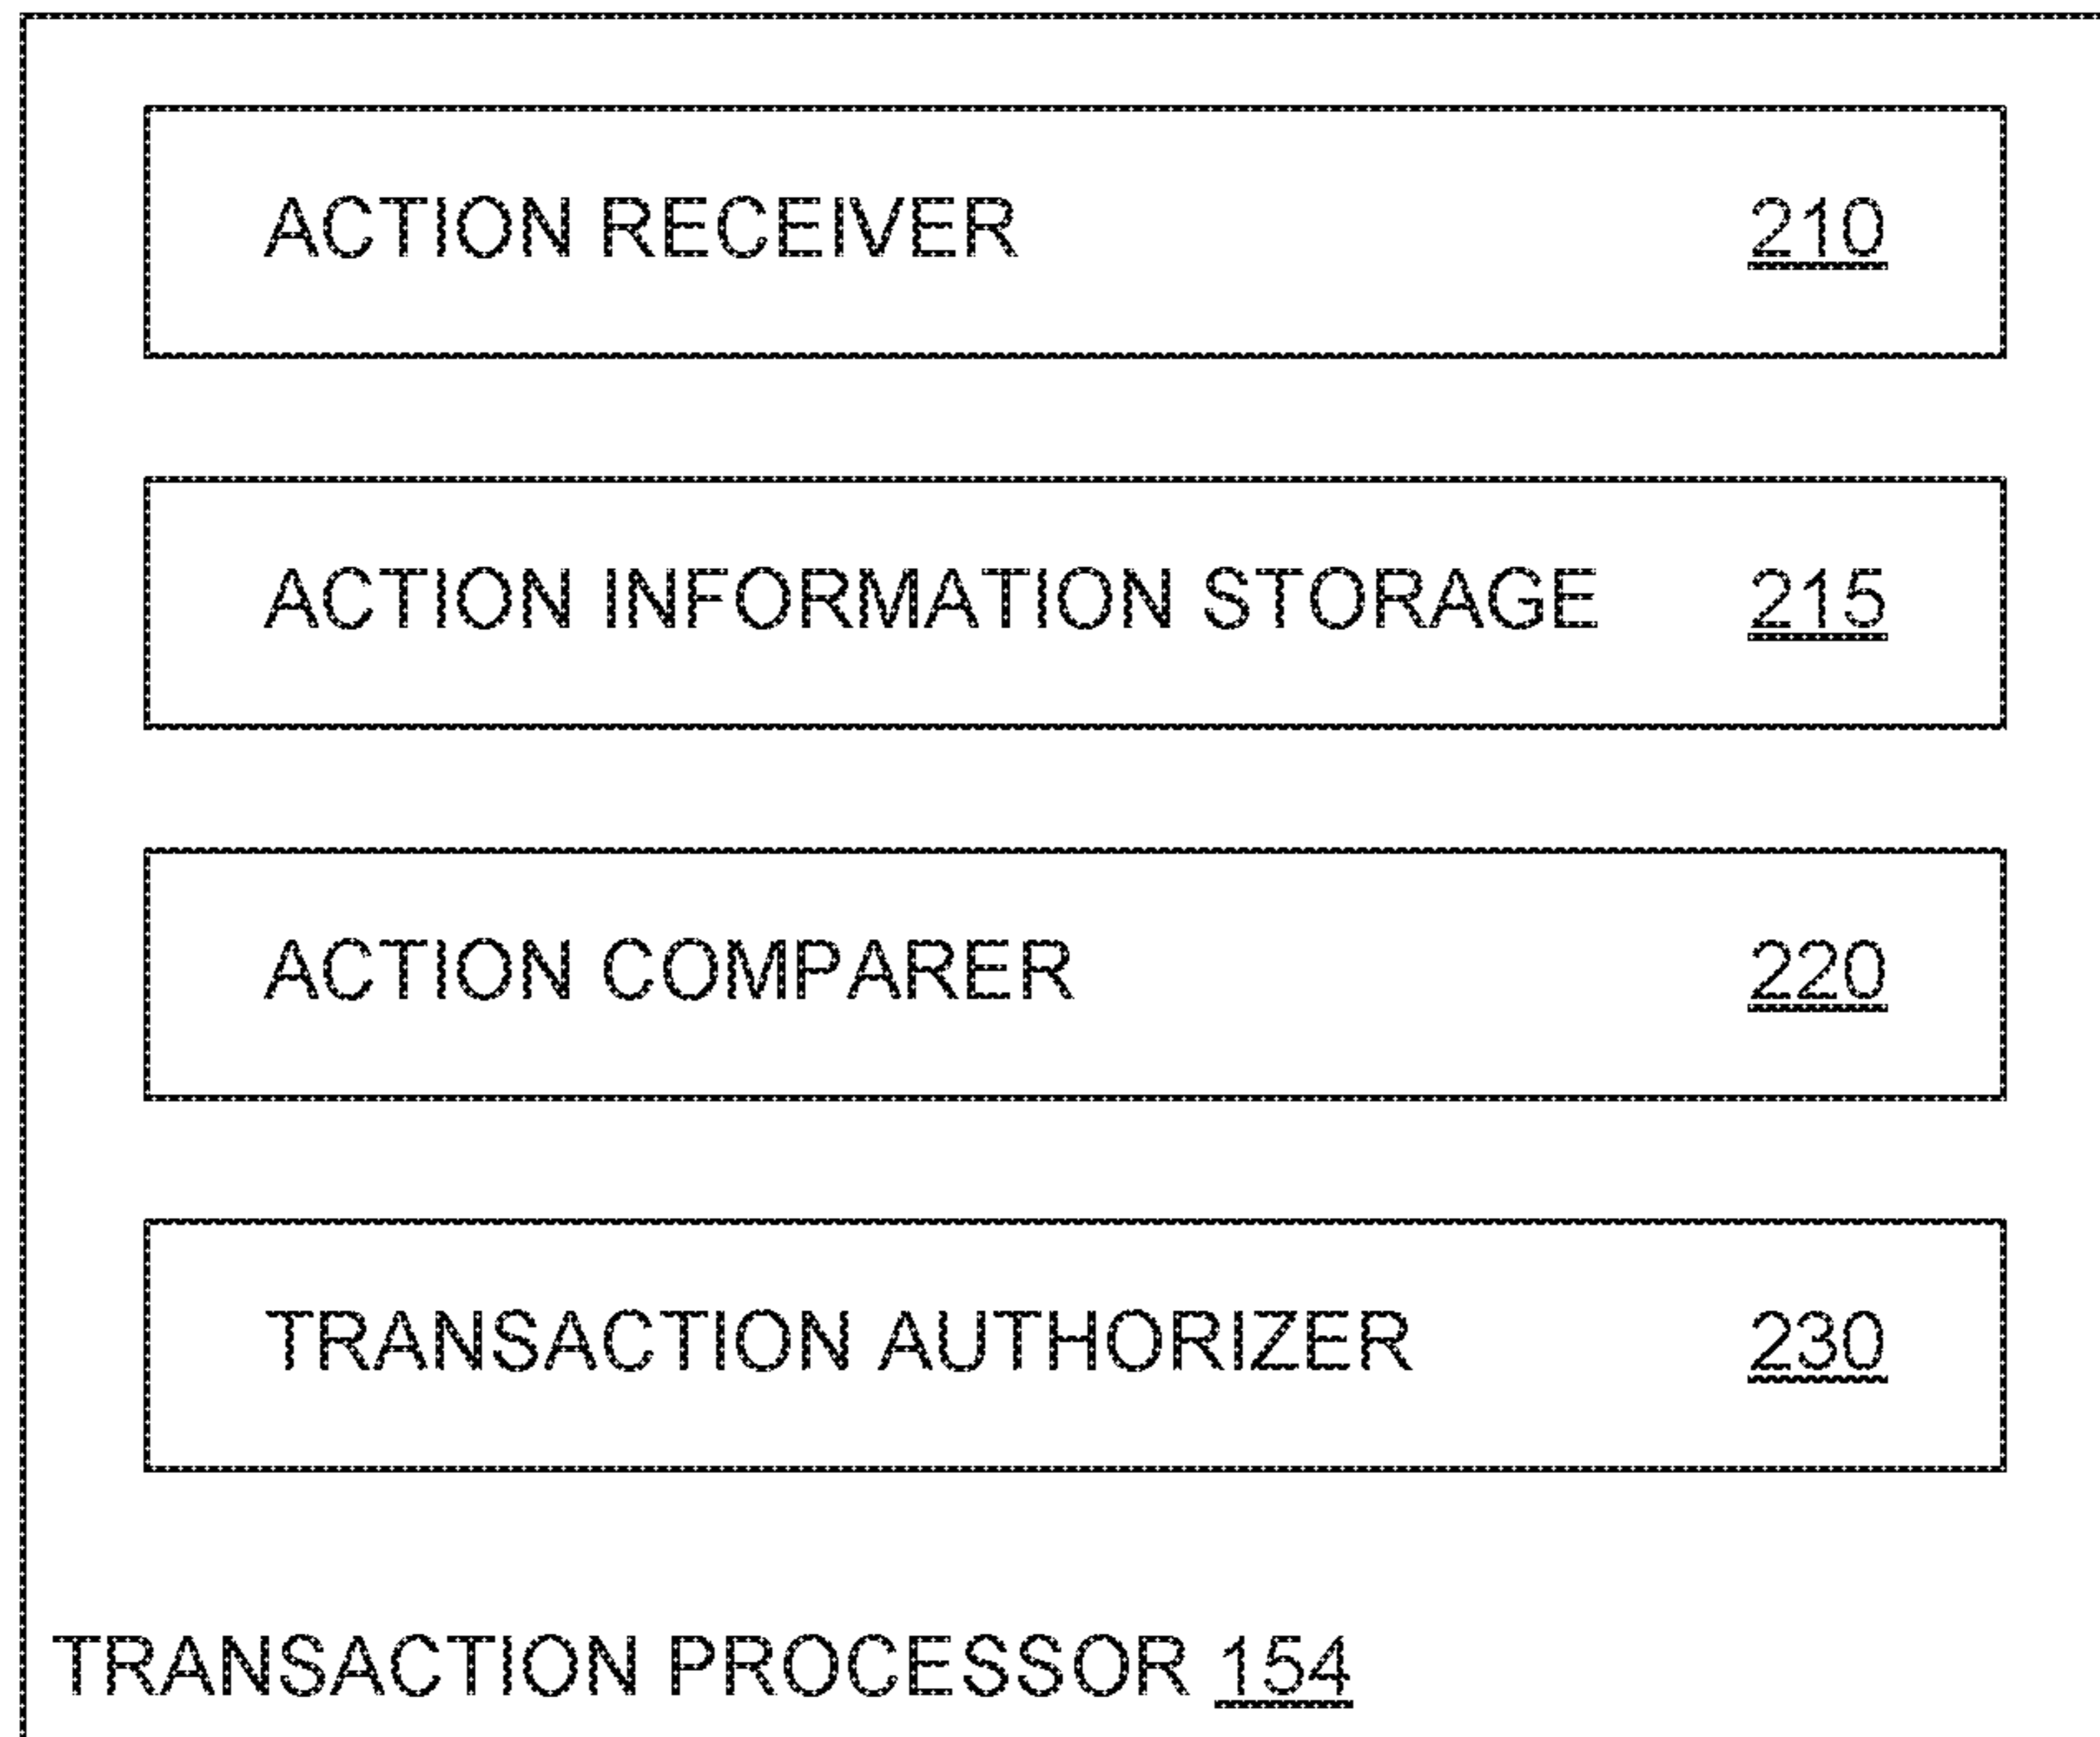 ACTION RECEIVER 210
ACTION INFORMATION STORAGE 215
ACTION COMPARER 220
TRANSACTION AUTHORIZER 230
TRANSACTION PROCESSOR 154